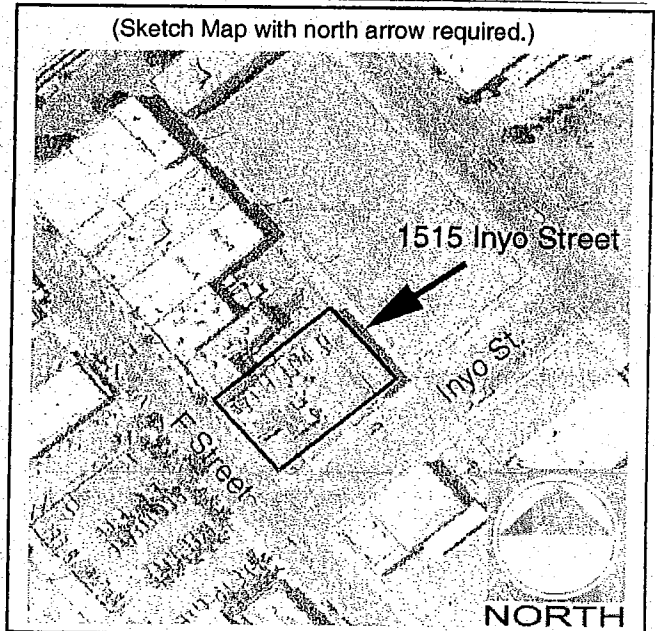 (Sketch Map with north arrow required.)
1515 Inyo Street
Inyo St.
F Street
NORTH